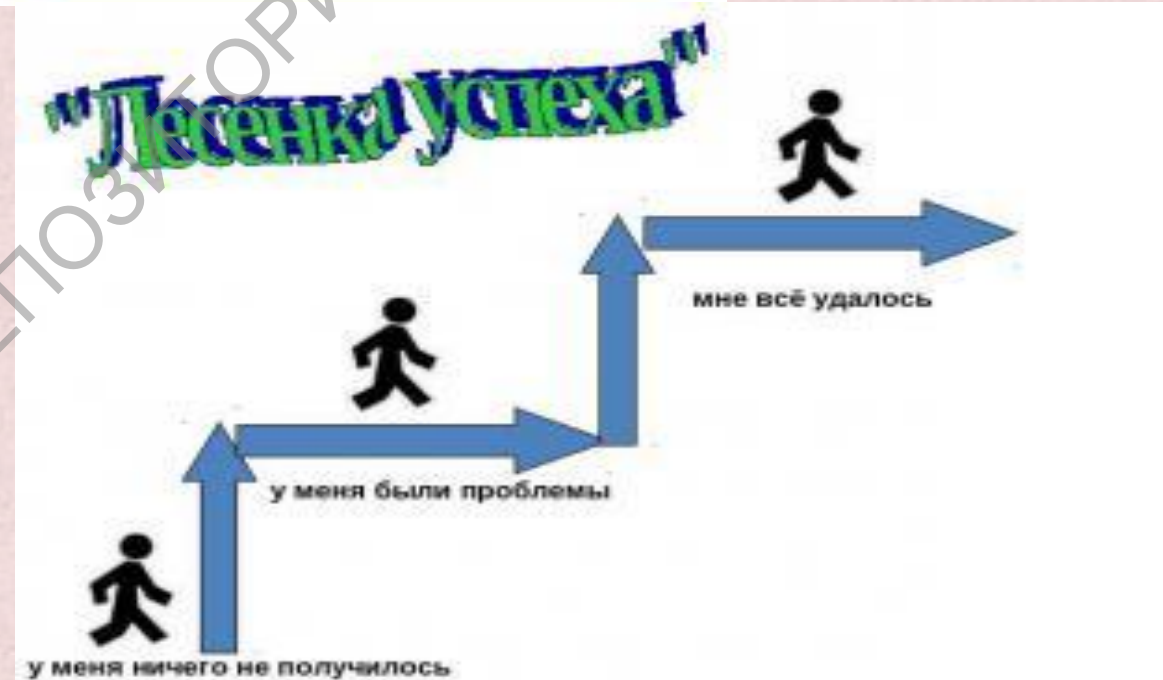 "Лесенка успеха"
мне всё удалось
у меня были проблемы
у меня ничего не получилось